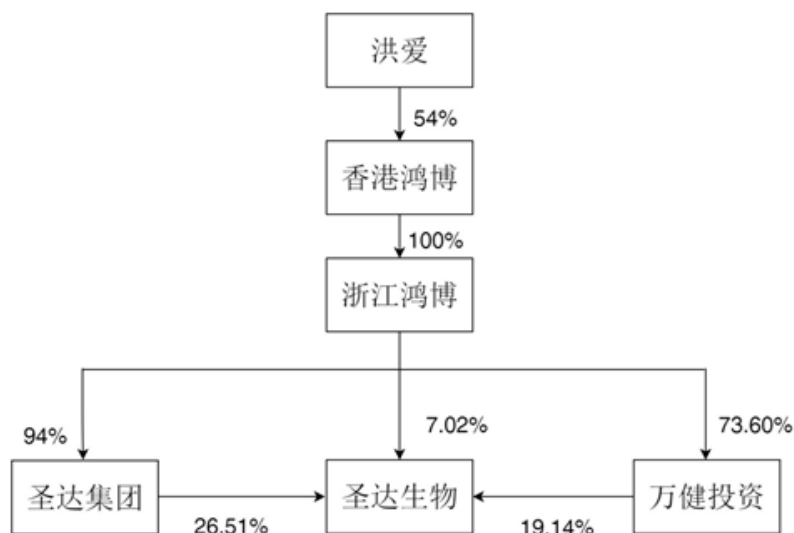 洪爱
54%
香港鸿博
100%
浙江鸿博
94%
7.02%
73.60%
圣达集团
圣达生物
万健投资
26.51%
19.14%